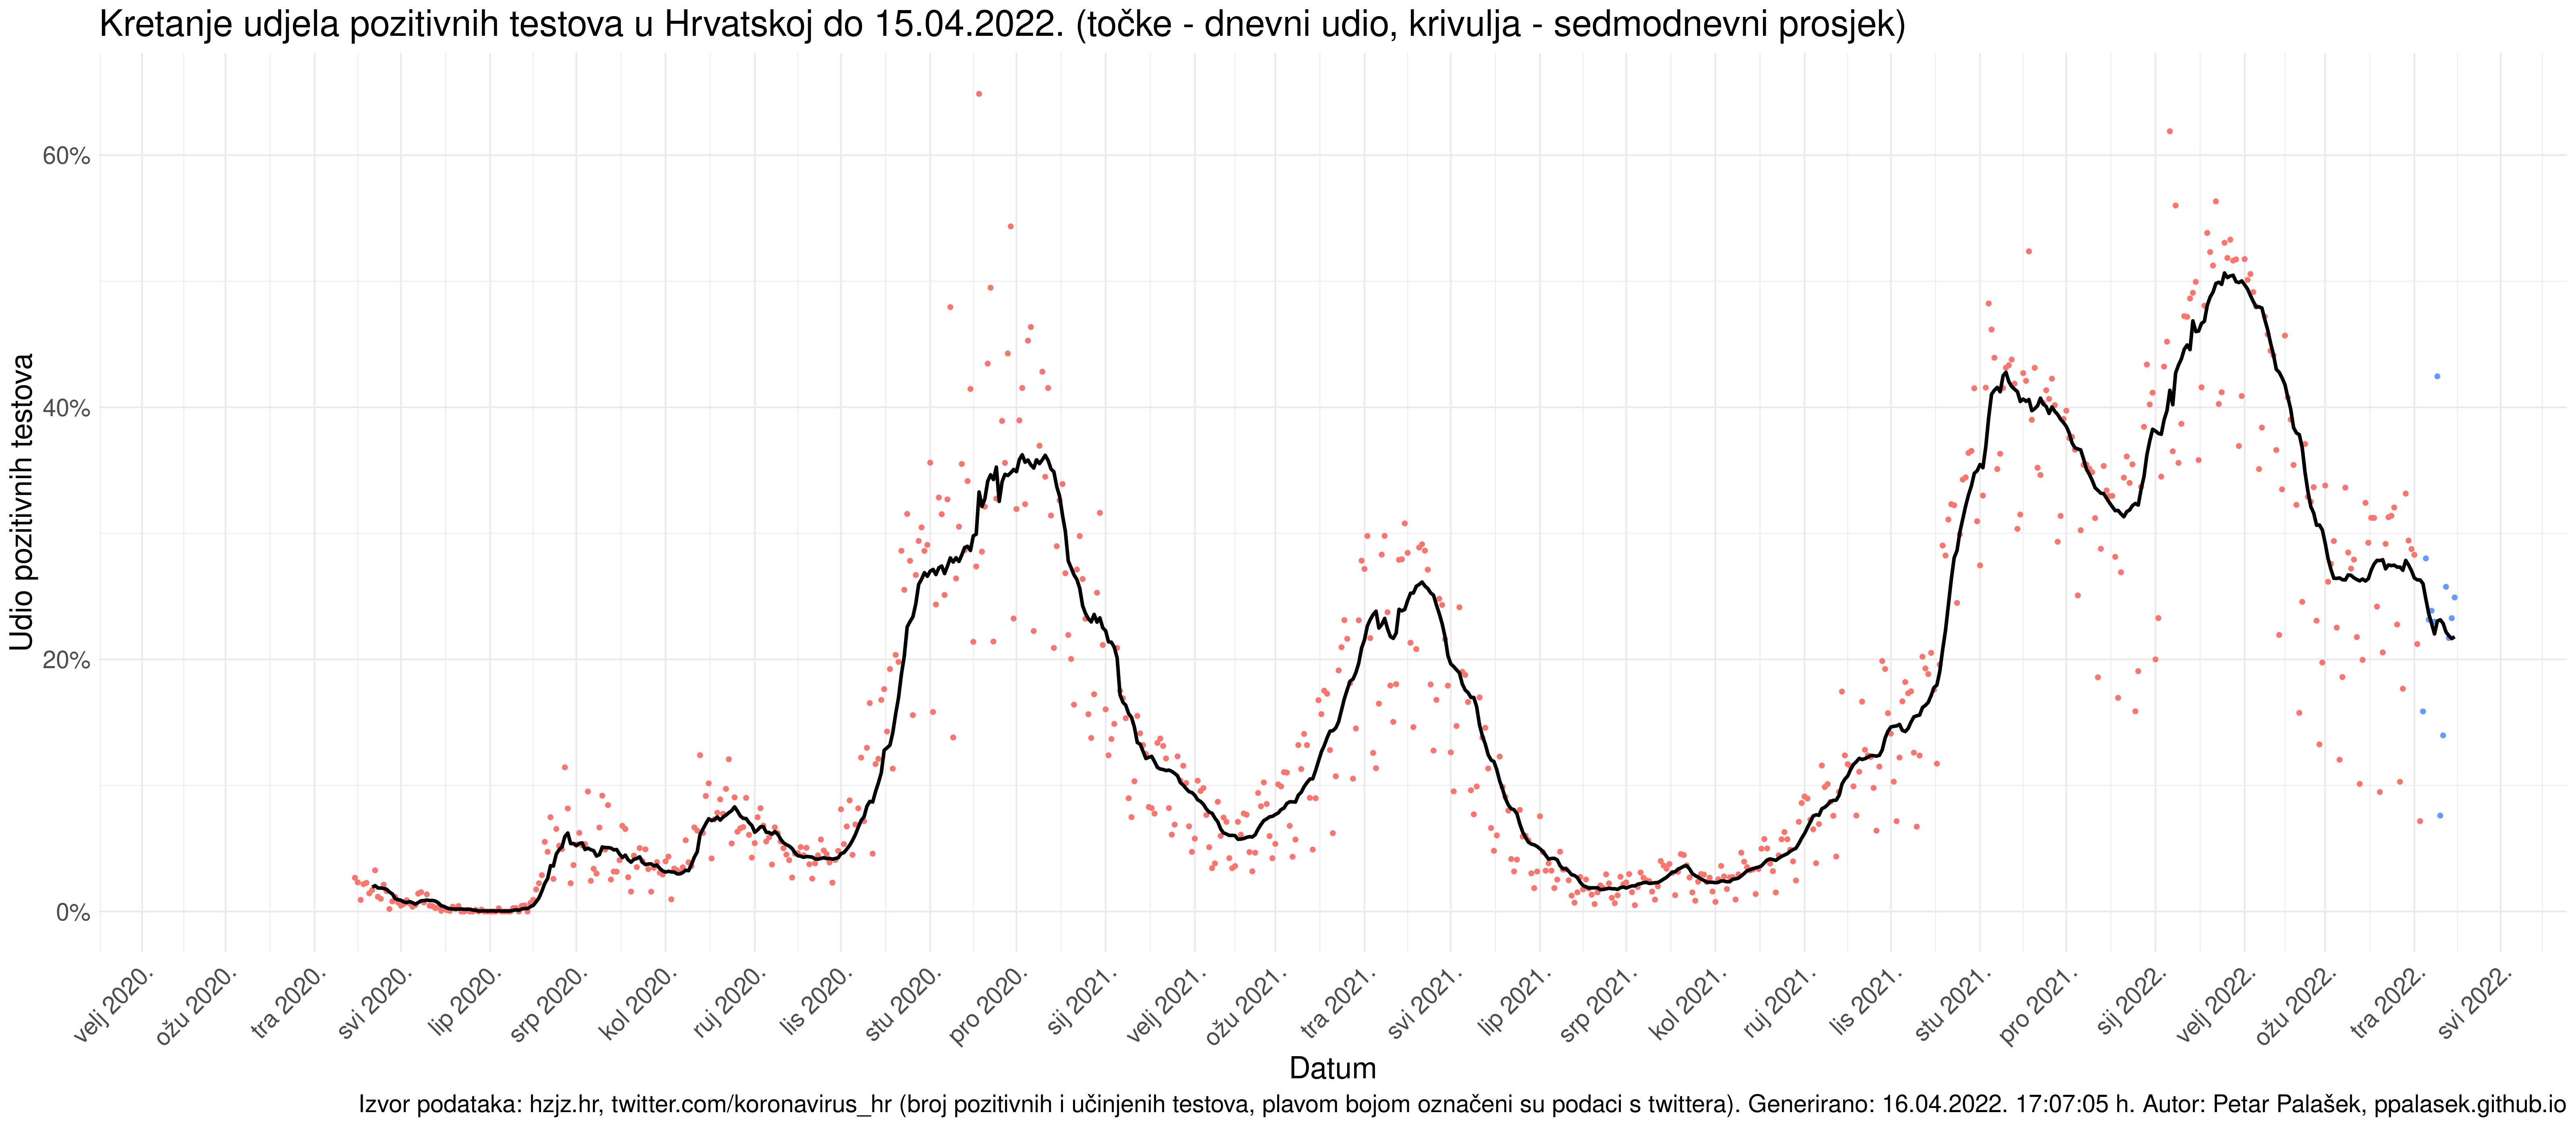 Kretanje udjela pozitivnih testova u Hrvatskoj do 15.04.2022. (točke - dnevni udio, krivulja - sedmodnevni prosjek)
Udio pozitivnih testova
60%
40%
20%
0%
velj 2020.
ožu 2020.
tra 2020.
svi 2020.
lip 2020.
srp 2020.
kol 2020.
ruj 2020.
lis 2020.
stu 2020.
pro 2020.
sij 2021.
velj 2021.
ožu 2021.
tra 2021.
svi 2021.
lip 2021.
srp 2021.
kol 2021.
ruj 2021.
lis 2021.
stu 2021.
pro 2021.
sij 2022.
velj 2022.
ožu 2022.
tra 2022.
svi 2022.
Datum
Izvor podataka: hzjz.hr, twitter.com/koronavirus_hr (broj pozitivnih i učinjenih testova, plavom bojom označeni su podaci s twittera). Generirano: 16.04.2022. 17:07:05 h. Autor: Petar Palašek, ppalasek.github.io